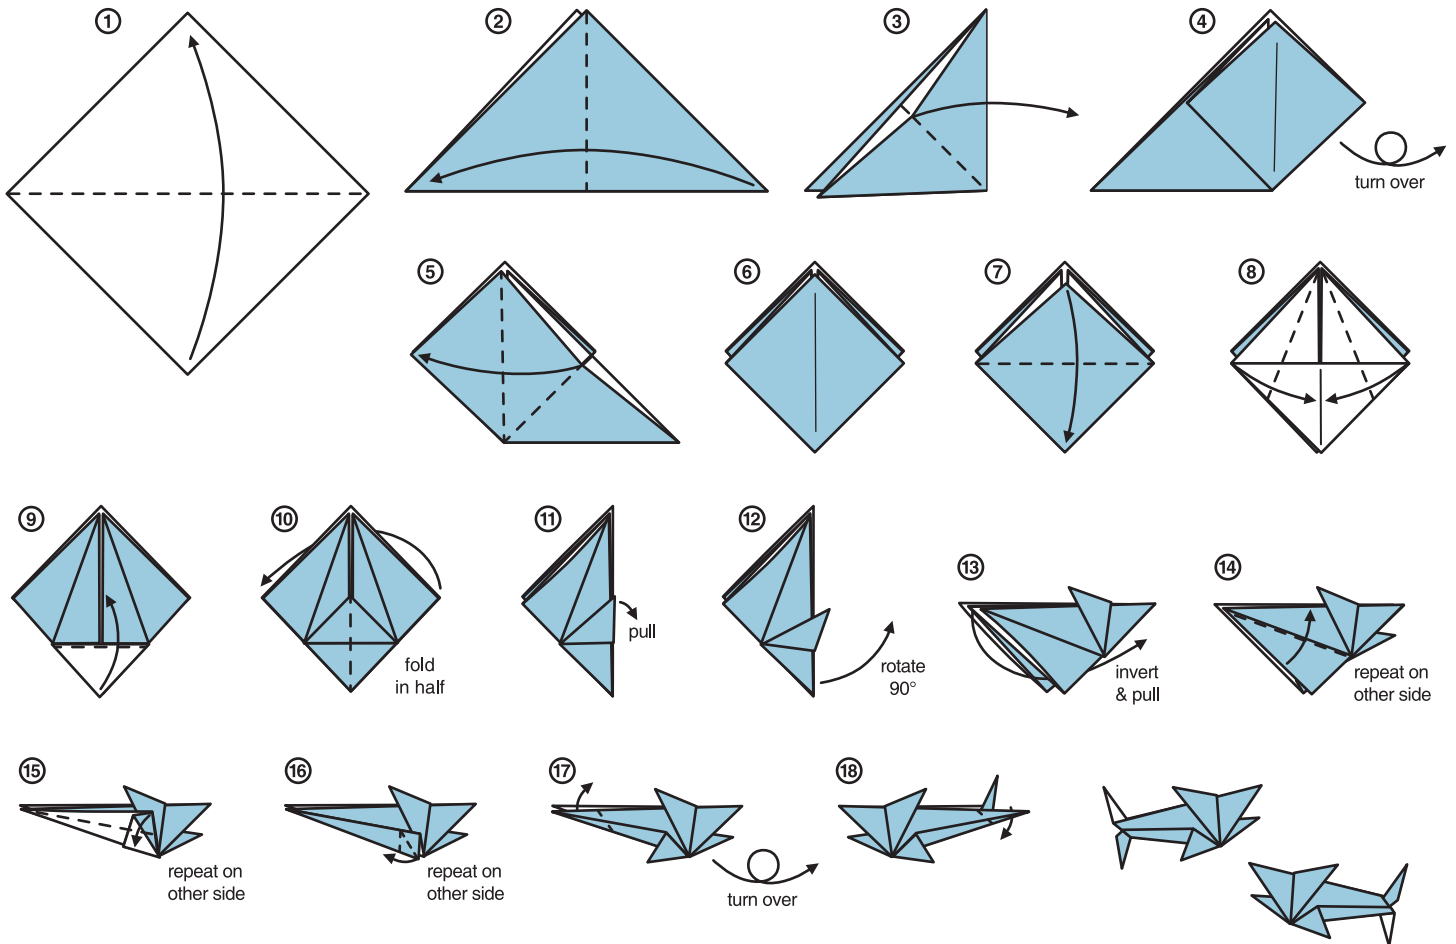 1
2
3
4
turn over
5
6
7
8
9
10
fold
in half
11
pull
12
rotate
90°
13
invert
& pull
14
repeat on
other side
15
repeat on
other side
16
repeat on
other side
17
turn over
18